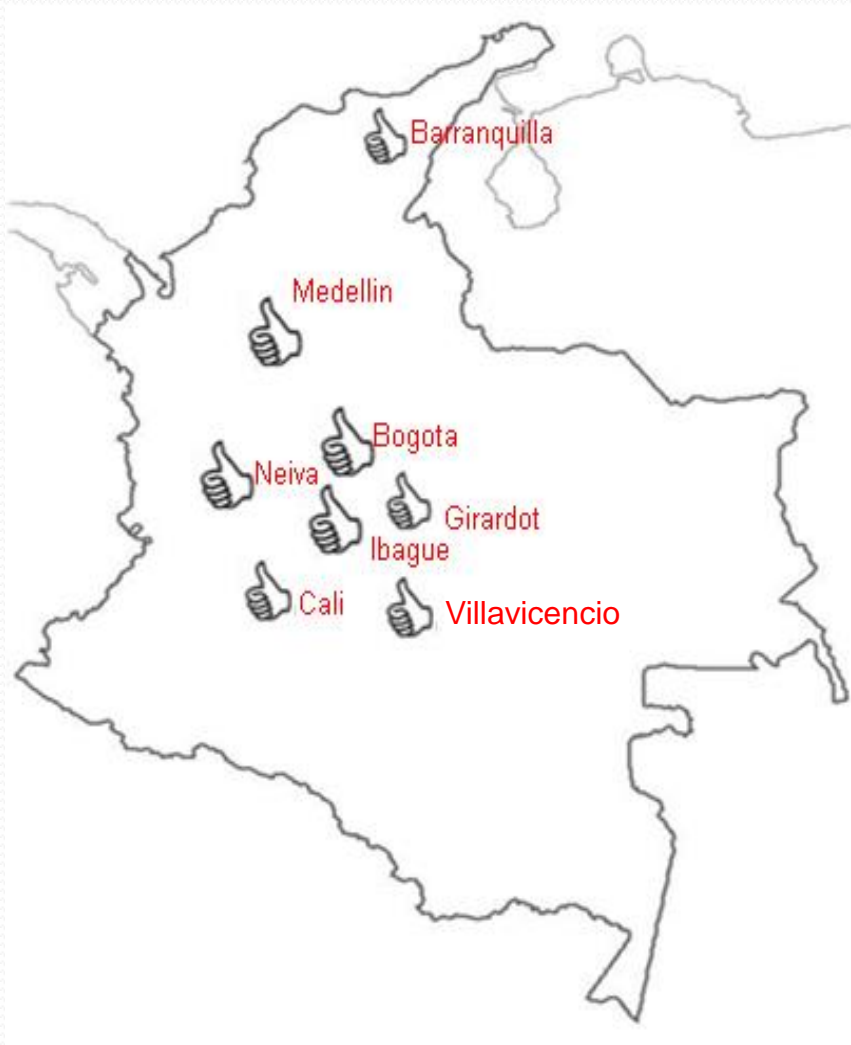 Barranquilla
Medellin
Bogota
Neiva
Girardot
Ibague
Cali
Villavicencio